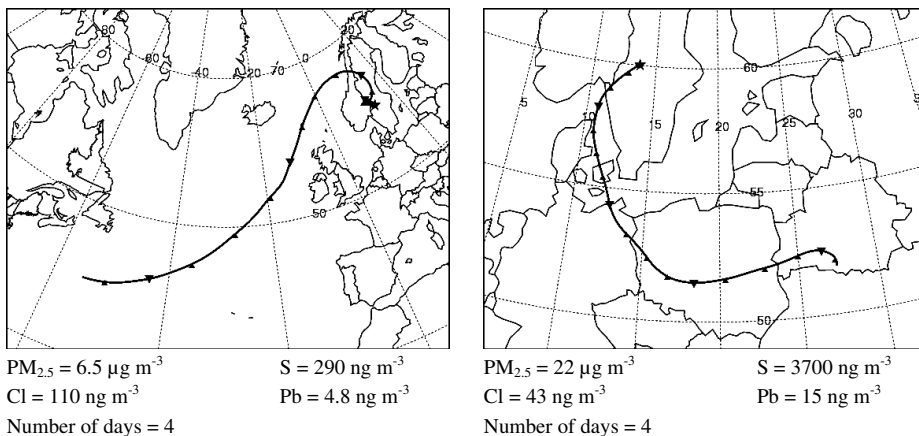 -80 -60 -40 -20 70 0 20
50
60
5 10 15 20 25 30 35
55
50
PM2.5 = 6.5 µg m-3 S = 290 ng m-3
Cl = 110 ng m-3 Pb = 4.8 ng m-3
Number of days = 4
PM2.5 = 22 µg m-3 S = 3700 ng m-3
Cl = 43 ng m-3 Pb = 15 ng m-3
Number of days = 4